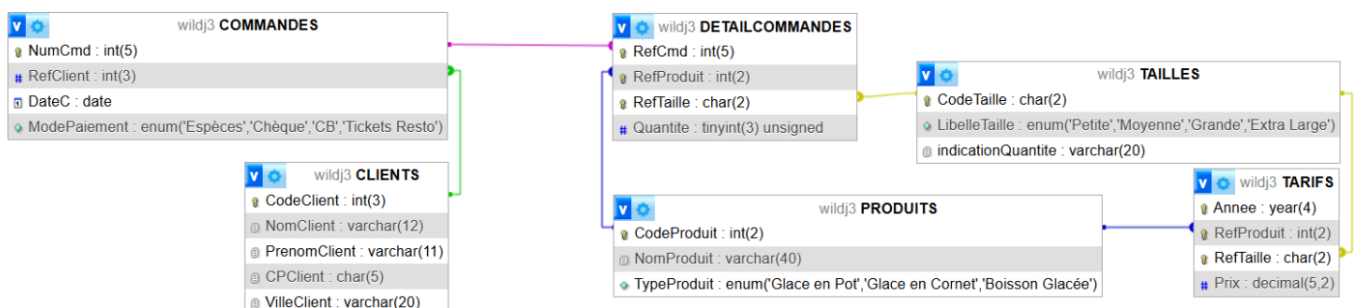 wildj3 COMMANDES
NumCmd : int(5)
RefClient : int(3)
DateC : date
ModePaiement : enum('Espèces','Chèque','CB','Tickets Resto')
wildj3 CLIENTS
CodeClient : int(3)
NomClient : varchar(12)
PrenomClient : varchar(11)
CPClient : char(5)
VilleClient : varchar(20)
wildj3 DETAILCOMMANDES
RefCmd : int(5)
RefProduit : int(2)
RefTaille : char(2)
Quantite : tinyint(3) unsigned
wildj3 TAILLES
CodeTaille : char(2)
LibelleTaille : enum('Petite','Moyenne','Grande','Extra Large')
indicationQuantite : varchar(20)
wildj3 PRODUITS
CodeProduit : int(2)
NomProduit : varchar(40)
TypeProduit : enum('Glace en Pot','Glace en Cornet','Boisson Glacée')
wildj3 TARIFS
Annee : year(4)
RefProduit : int(2)
RefTaille : char(2)
Prix : decimal(5,2)